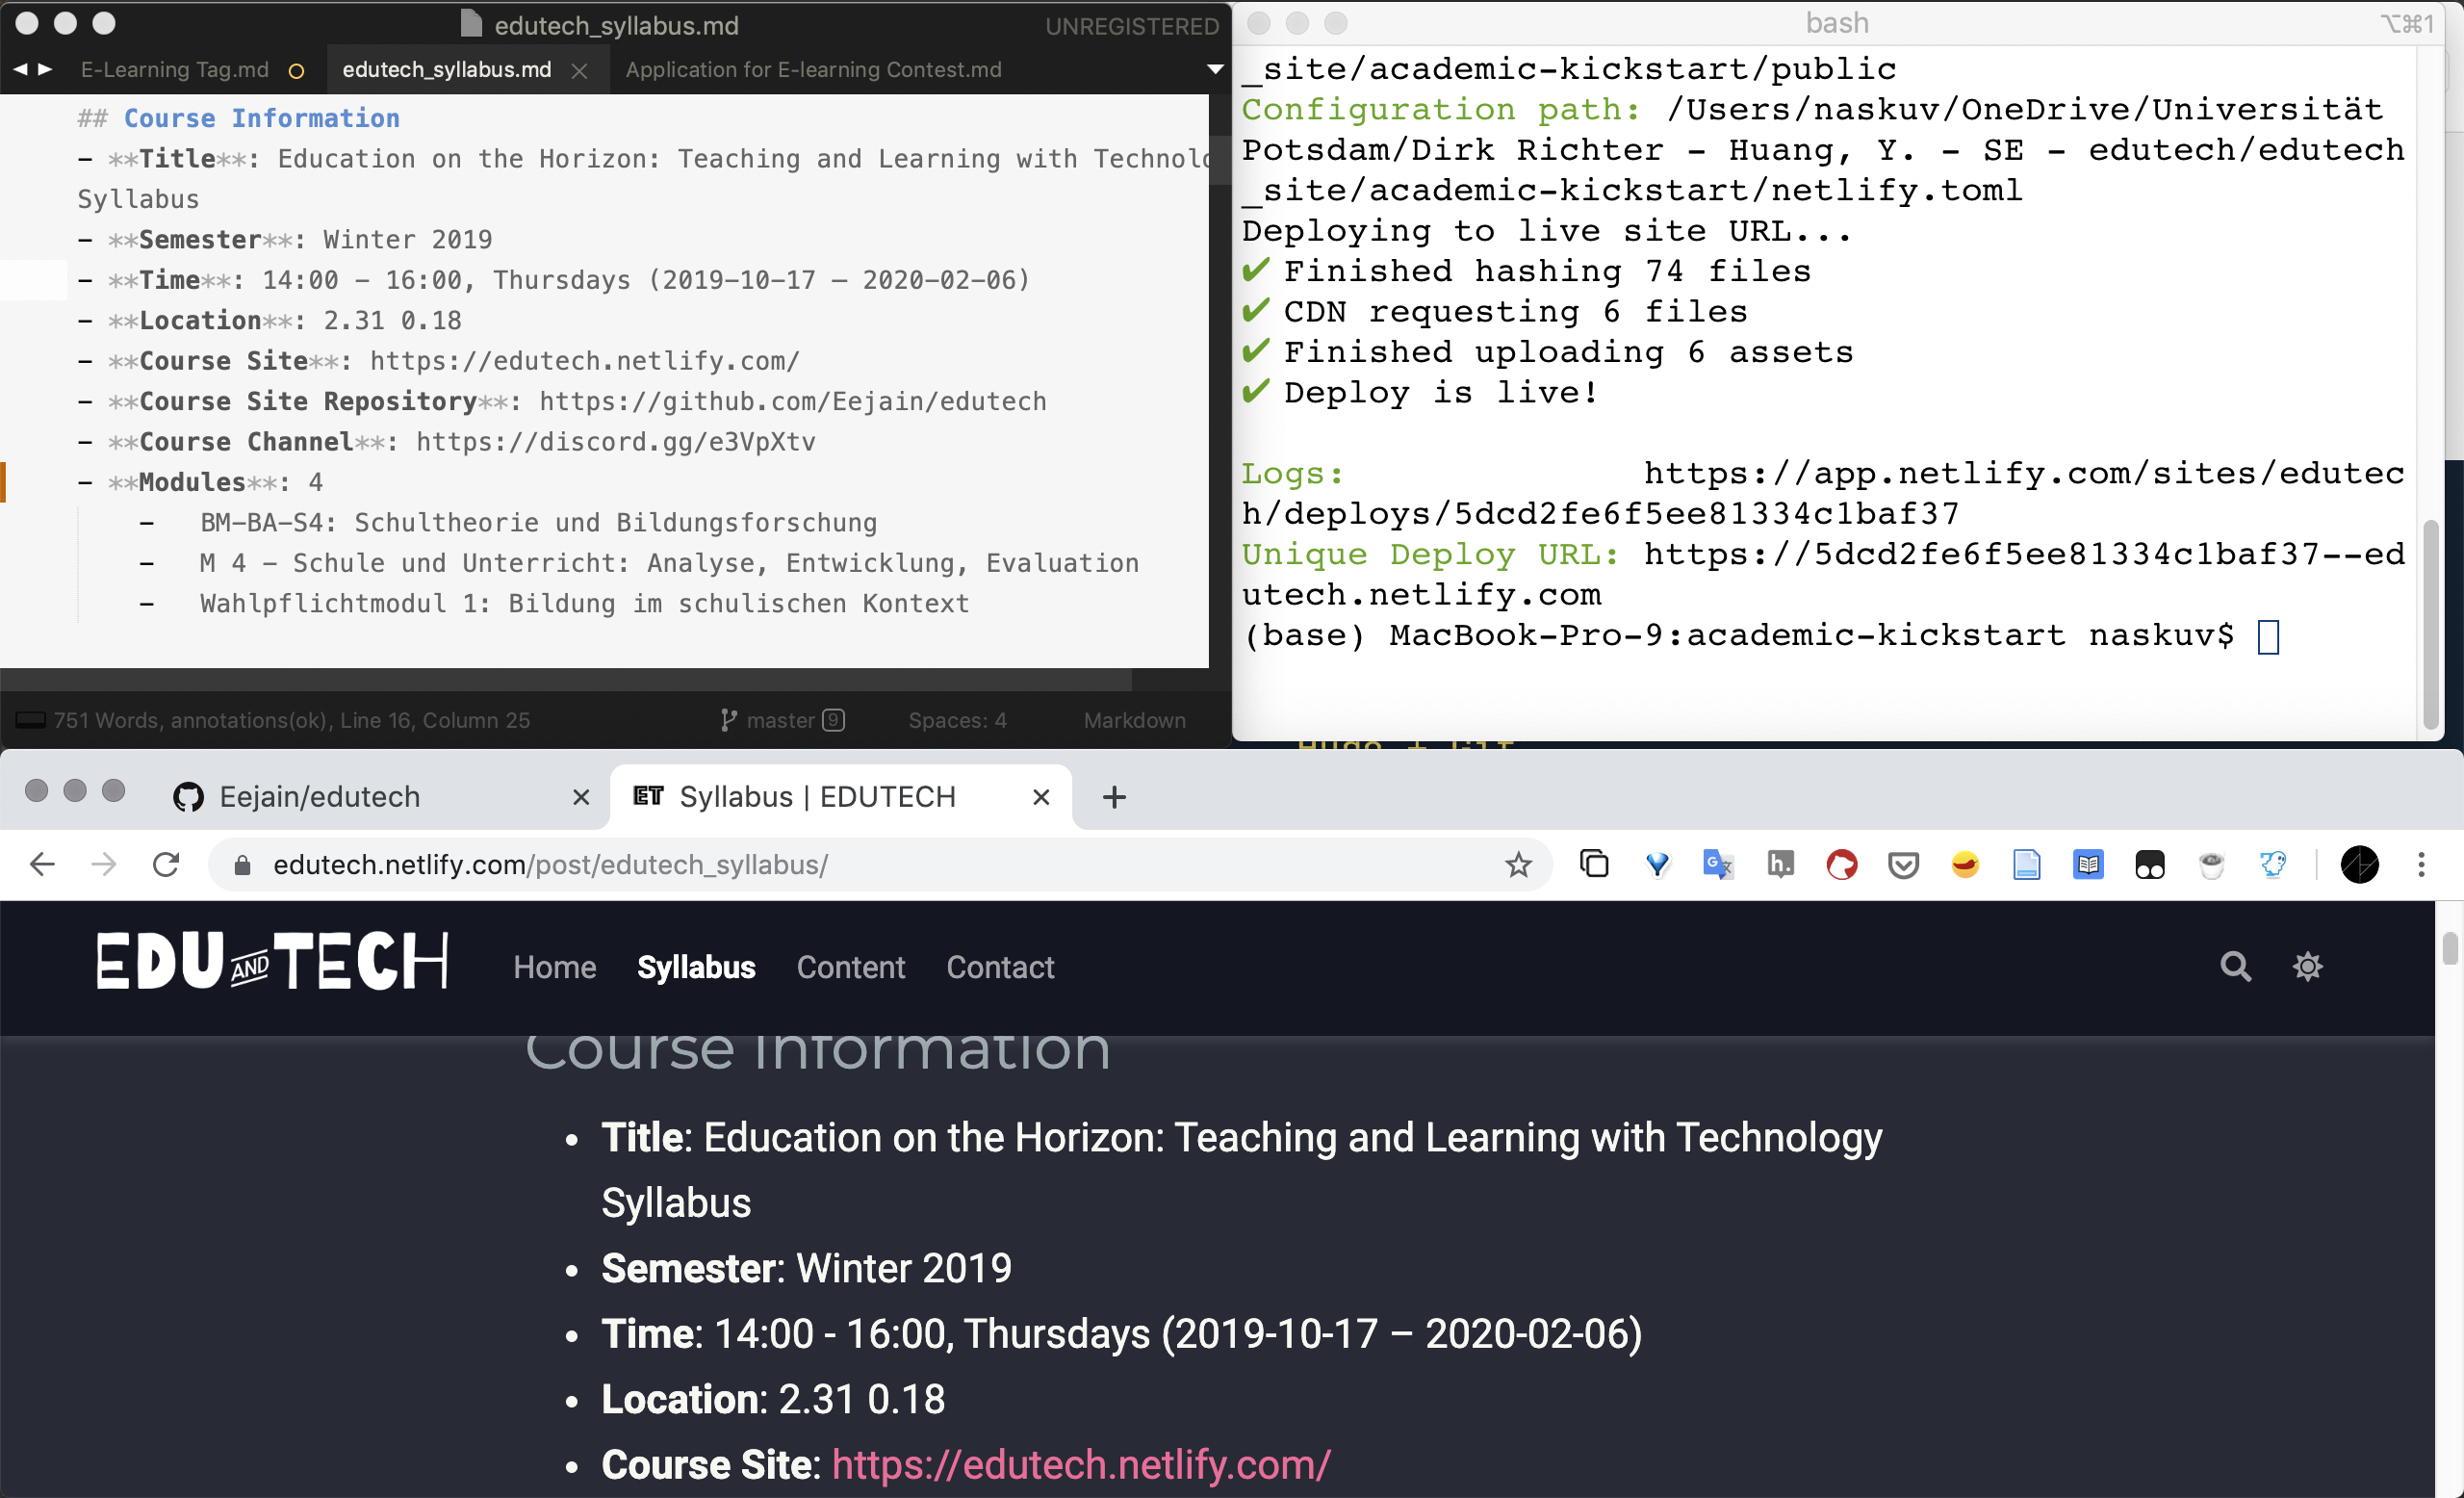 edutech_syllabus.md
UNREGISTERED
E-Learning Tag.md
edutech_syllabus.md
Application for E-learning Contest.md
## Course Information
- **Title**: Education on the Horizon: Teaching and Learning with Technolo
Syllabus
- **Semester**: Winter 2019
- **Time**: 14:00 - 16:00, Thursdays (2019-10-17 – 2020-02-06)
- **Location**: 2.31 0.18
- **Course Site**: https://edutech.netlify.com/
- **Course Site Repository**: https://github.com/Eejain/edutech
- **Course Channel**: https://discord.gg/e3VpXtv
- **Modules**: 4
- BM-BA-S4: Schultheorie und Bildungsforschung
- M 4 - Schule und Unterricht: Analyse, Entwicklung, Evaluation
- Wahlpflichtmodul 1: Bildung im schulischen Kontext
751 Words, annotations(ok), Line 16, Column 25
master 9
Spaces: 4
Markdown
bash
⌥⌘1
_site/academic-kickstart/public
Configuration path: /Users/naskuv/OneDrive/Universität
Potsdam/Dirk Richter - Huang, Y. - SE - edutech/edutech
_site/academic-kickstart/netlify.toml
Deploying to live site URL...
✔ Finished hashing 74 files
✔ CDN requesting 6 files
✔ Finished uploading 6 assets
✔ Deploy is live!
Logs: https://app.netlify.com/sites/edutec
h/deploys/5dcd2fe6f5ee81334c1baf37
Unique Deploy URL: https://5dcd2fe6f5ee81334c1baf37--ed
utech.netlify.com
(base) MacBook-Pro-9:academic-kickstart naskuv$
Eejain/edutech
ET Syllabus | EDUTECH
edutech.netlify.com/post/edutech_syllabus/
EDU AND TECH
Home
Syllabus
Content
Contact
Course Information
• Title: Education on the Horizon: Teaching and Learning with Technology
Syllabus
• Semester: Winter 2019
• Time: 14:00 - 16:00, Thursdays (2019-10-17 – 2020-02-06)
• Location: 2.31 0.18
• Course Site: https://edutech.netlify.com/